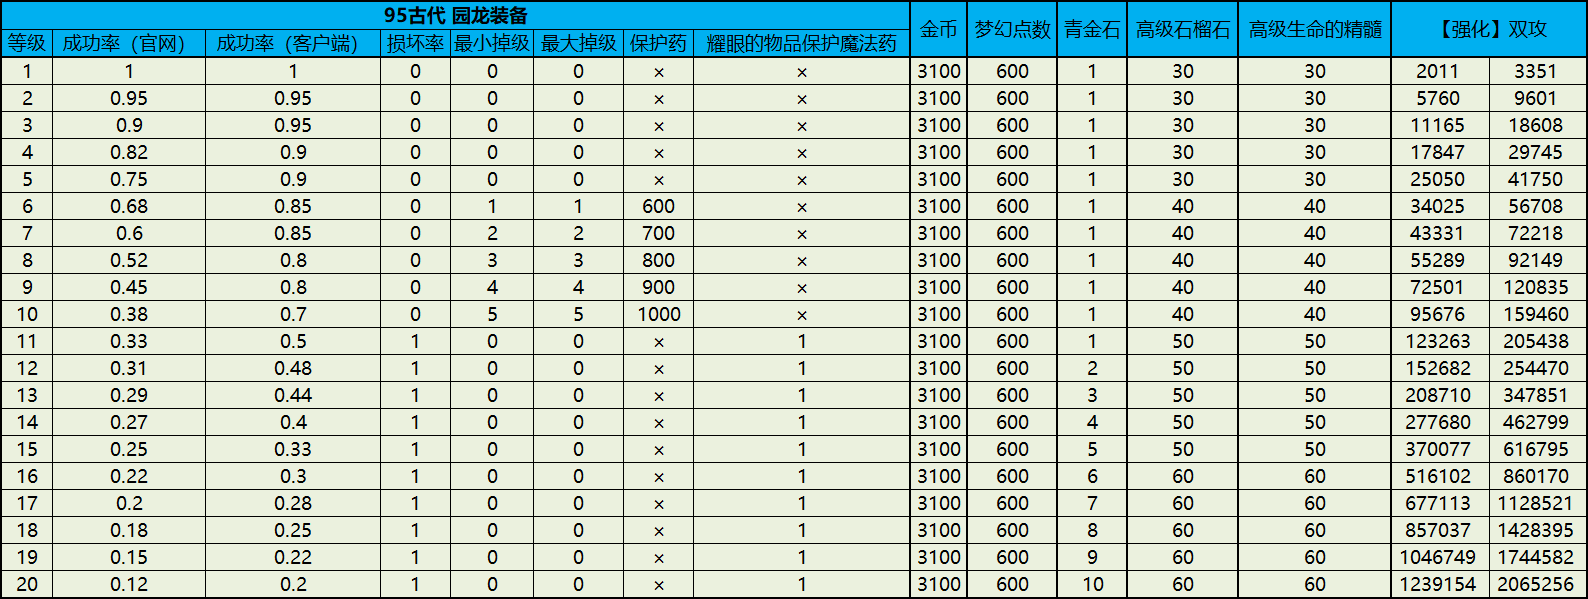 95古代 园龙装备 金币 梦幻点数 青金石 高级石榴石 高级生命的精髓 【强化】双攻
等级 成功率（官网） 成功率（客户端） 损坏率 最小掉级 最大掉级 保护药 耀眼的物品保护魔法药
1 1 1 0 0 0 × × 3100 600 1 30 30 2011 3351
2 0.95 0.95 0 0 0 × × 3100 600 1 30 30 5760 9601
3 0.9 0.95 0 0 0 × × 3100 600 1 30 30 11165 18608
4 0.82 0.9 0 0 0 × × 3100 600 1 30 30 17847 29745
5 0.75 0.9 0 0 0 × × 3100 600 1 30 30 25050 41750
6 0.68 0.85 0 1 1 600 × 3100 600 1 40 40 34025 56708
7 0.6 0.85 0 2 2 700 × 3100 600 1 40 40 43331 72218
8 0.52 0.8 0 3 3 800 × 3100 600 1 40 40 55289 92149
9 0.45 0.8 0 4 4 900 × 3100 600 1 40 40 72501 120835
10 0.38 0.7 0 5 5 1000 × 3100 600 1 40 40 95676 159460
11 0.33 0.5 1 0 0 × 1 3100 600 1 50 50 123263 205438
12 0.31 0.48 1 0 0 × 1 3100 600 2 50 50 152682 254470
13 0.29 0.44 1 0 0 × 1 3100 600 3 50 50 208710 347851
14 0.27 0.4 1 0 0 × 1 3100 600 4 50 50 277680 462799
15 0.25 0.33 1 0 0 × 1 3100 600 5 50 50 370077 616795
16 0.22 0.3 1 0 0 × 1 3100 600 6 60 60 516102 860170
17 0.2 0.28 1 0 0 × 1 3100 600 7 60 60 677113 1128521
18 0.18 0.25 1 0 0 × 1 3100 600 8 60 60 857037 1428395
19 0.15 0.22 1 0 0 × 1 3100 600 9 60 60 1046749 1744582
20 0.12 0.2 1 0 0 × 1 3100 600 10 60 60 1239154 2065256